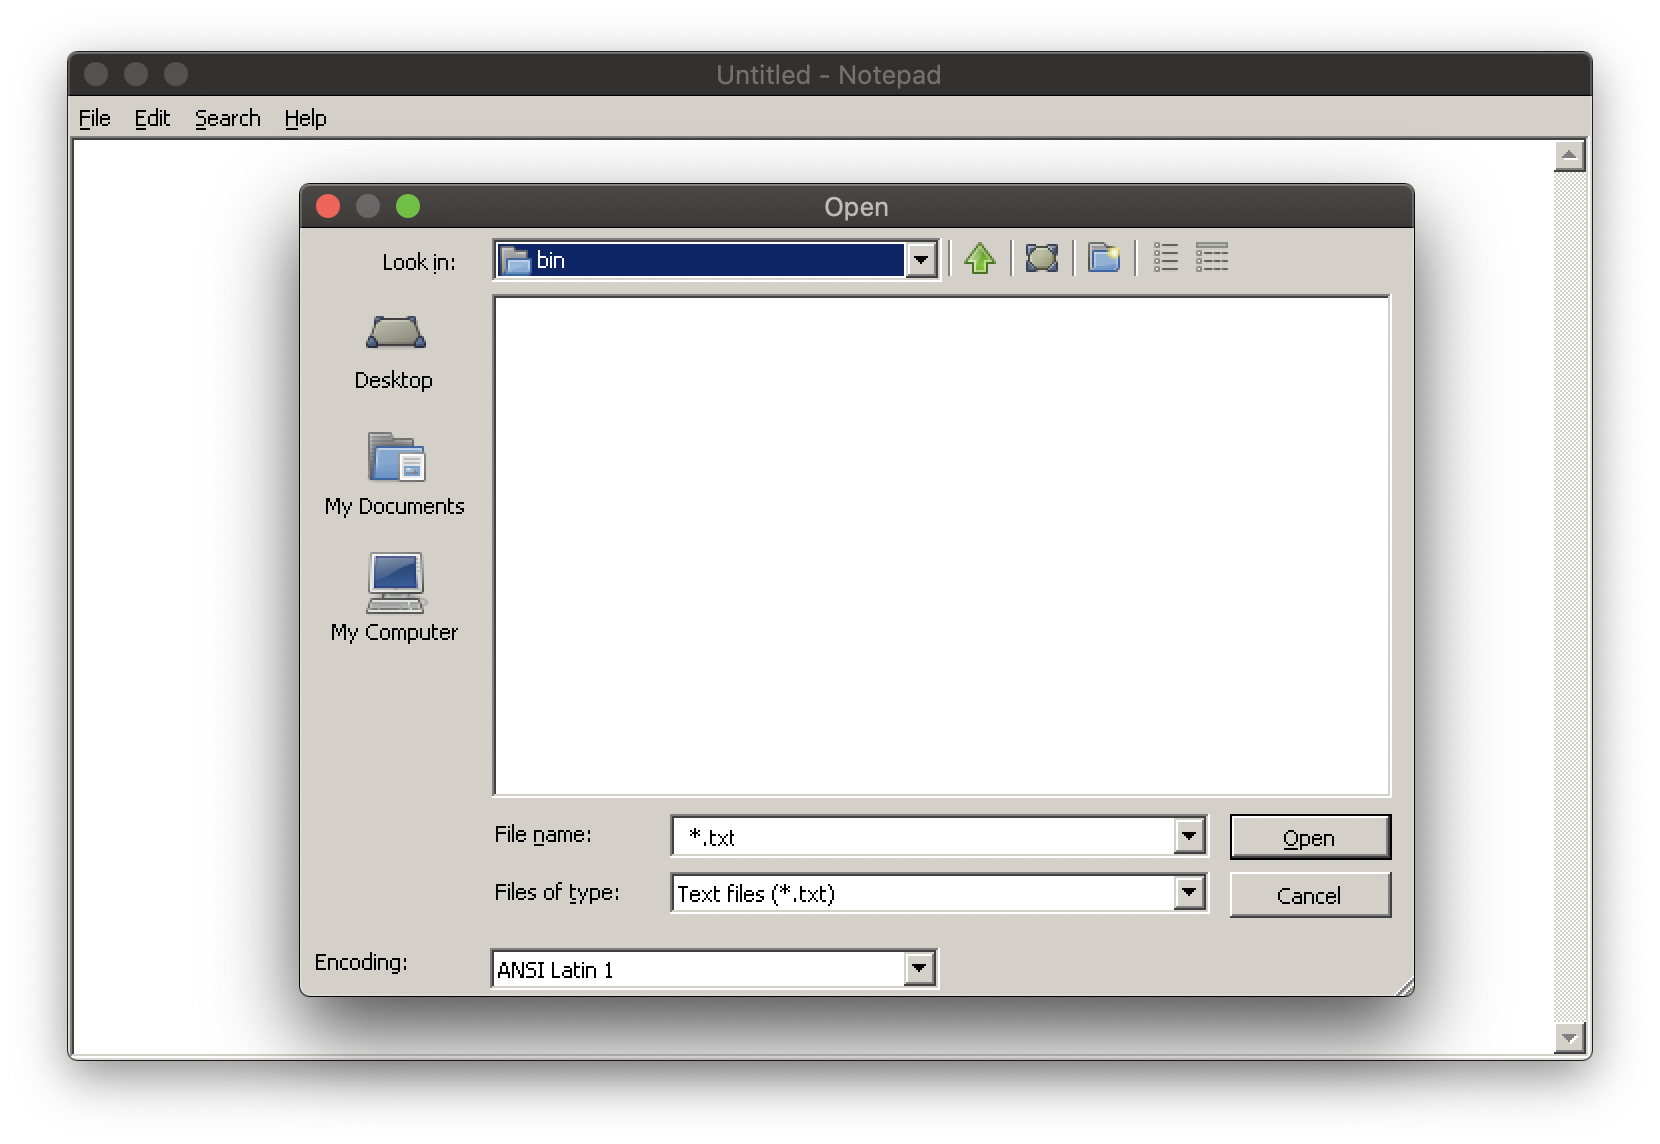 Untitled - Notepad
File Edit Search Help
Open
Look in: bin
Desktop
My Documents
My Computer
File name: *.txt Open
Files of type: Text files (*.txt) Cancel
Encoding: ANSI Latin 1